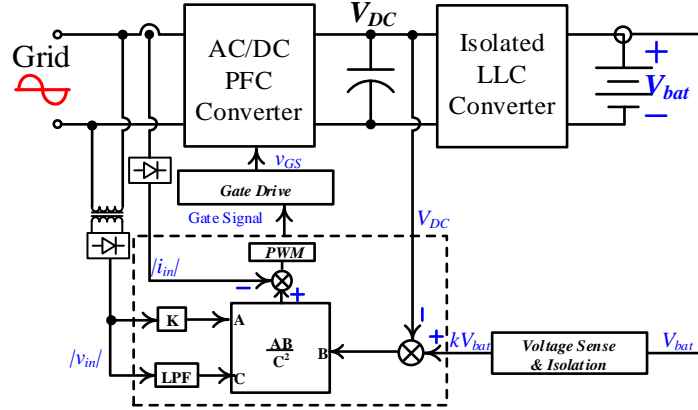 V_DC
Grid
AC/DC
PFC
Converter
Isolated
LLC
Converter
+
V_bat
−
v_GS
Gate Drive
Gate Signal
V_DC
PWM
|i_in|
−
+
K
A
AB
C²
B
−
+
kV_bat
Voltage Sense
& Isolation
V_bat
|v_in|
LPF
C